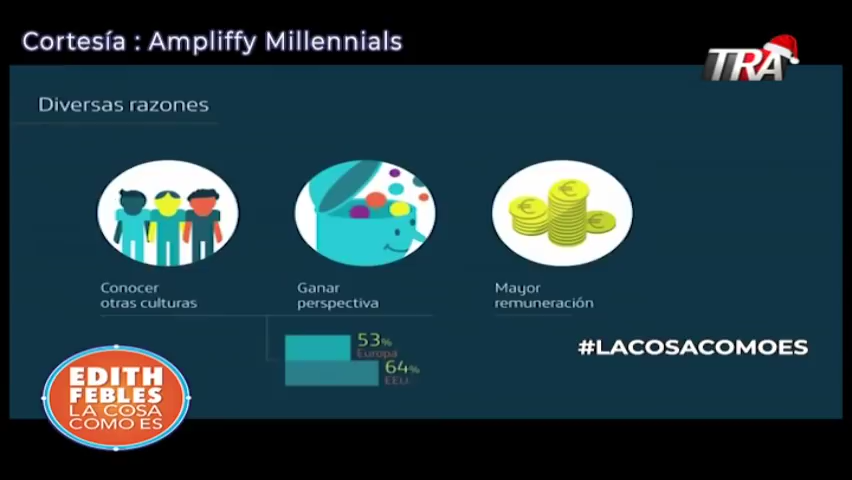 Cortesía : Ampliffy Millennials
TRA
Diversas razones
Conocer
otras culturas
Ganar
perspectiva
Mayor
remuneración
53%
Europa
64%
EEU
#LACOSACOMOES
EDITH
FEBLES
LA COSA
COMO ES